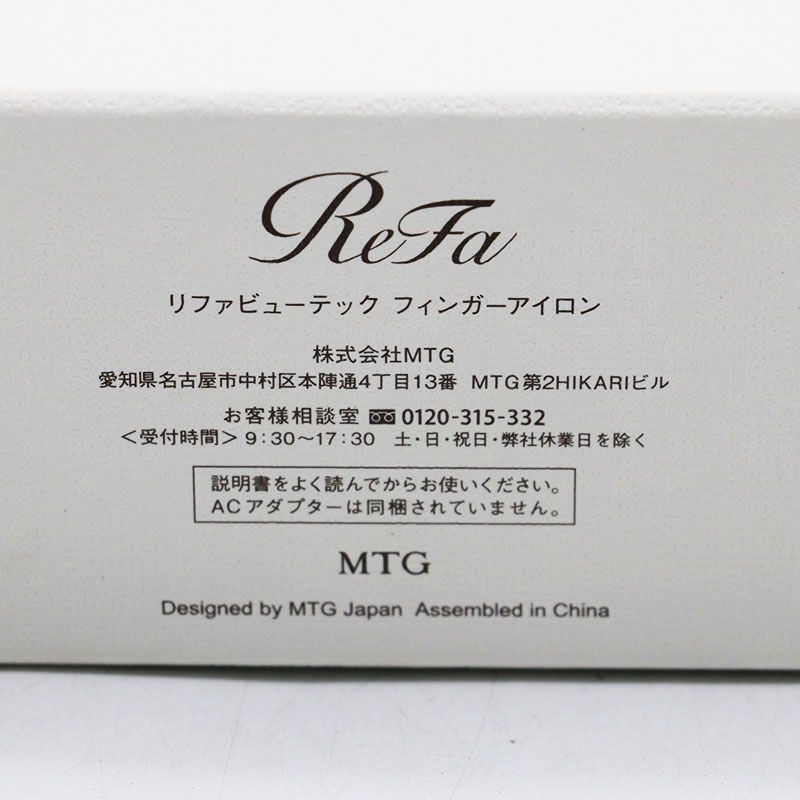 ReFa
リファビューテック フィンガーアイロン
株式会社MTG
愛知県名古屋市中村区本陣通4丁目13番 MTG第2HIKARIビル
お客様相談室 0120-315-332
＜受付時間＞9：30〜17：30 土・日・祝日・弊社休業日を除く
説明書をよく読んでからお使いください。
ACアダプターは同梱されていません。
MTG
Designed by MTG Japan Assembled in China